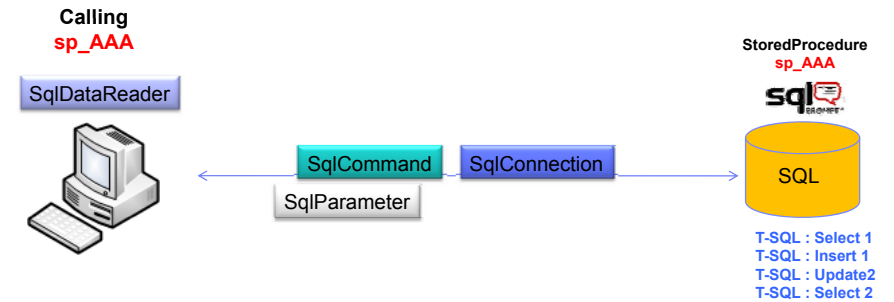 Calling
sp_AAA
SqlDataReader
SqlCommand
SqlConnection
SqlParameter
StoredProcedure
sp_AAA
sql
PROMPT
SQL
T-SQL : Select 1
T-SQL : Insert 1
T-SQL : Update2
T-SQL : Select 2